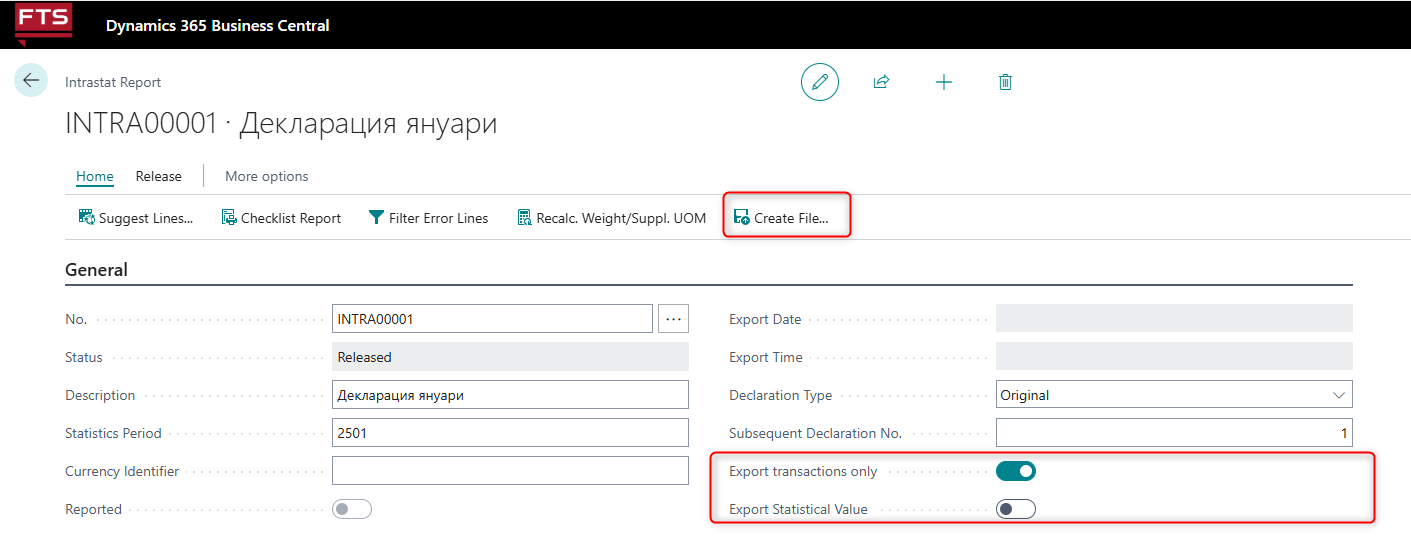 FTS
Dynamics 365 Business Central
Intrastat Report
INTRA00001 · Декларация януари
Home Release More options
Suggest Lines... Checklist Report Filter Error Lines Recalc. Weight/Suppl. UOM Create File...
General
No. INTRA00001 ...
Export Date
Status Released
Export Time
Description Декларация януари
Declaration Type Original
Statistics Period 2501
Subsequent Declaration No. 1
Currency Identifier
Export transactions only
Reported
Export Statistical Value